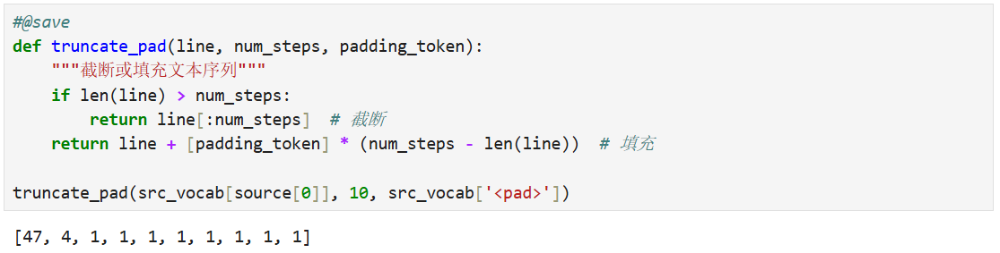 #@save
def truncate_pad(line, num_steps, padding_token):
    """截断或填充文本序列"""
    if len(line) > num_steps:
        return line[:num_steps]  # 截断
    return line + [padding_token] * (num_steps - len(line))  # 填充

truncate_pad(src_vocab[source[0]], 10, src_vocab['<pad>'])
[47, 4, 1, 1, 1, 1, 1, 1, 1, 1]